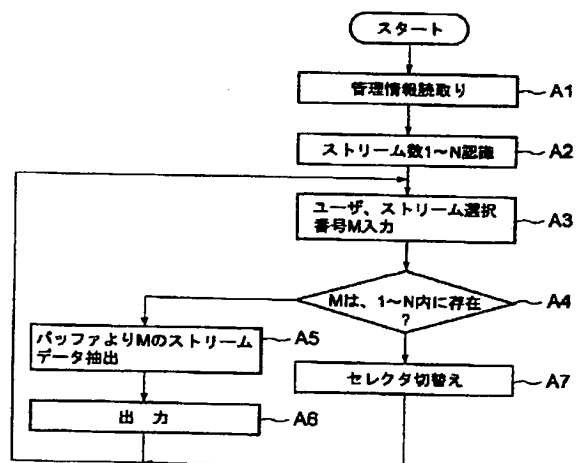 スタート
管理情報読取り
A1
ストリーム数1～N認識
A2
ユーザ、ストリーム選択
番号M入力
A3
Mは、1～N内に存在
?
A4
バッファよりMのストリーム
データ抽出
A5
出 力
A6
セレクタ切替え
A7